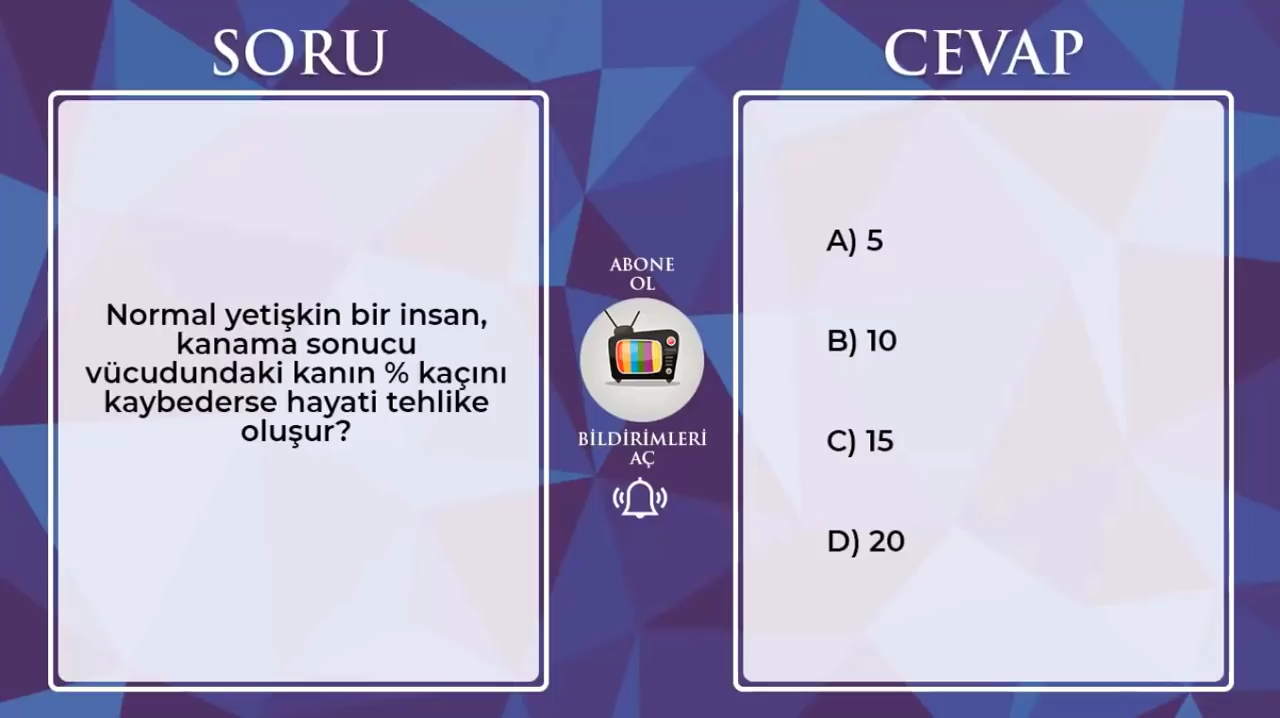 SORU
Normal yetişkin bir insan,
kanama sonucu
vücudundaki kanın % kaçını
kaybederse hayati tehlike
oluşur?
ABONE
OL
BİLDİRİMLERİ
AÇ
CEVAP
A) 5
B) 10
C) 15
D) 20